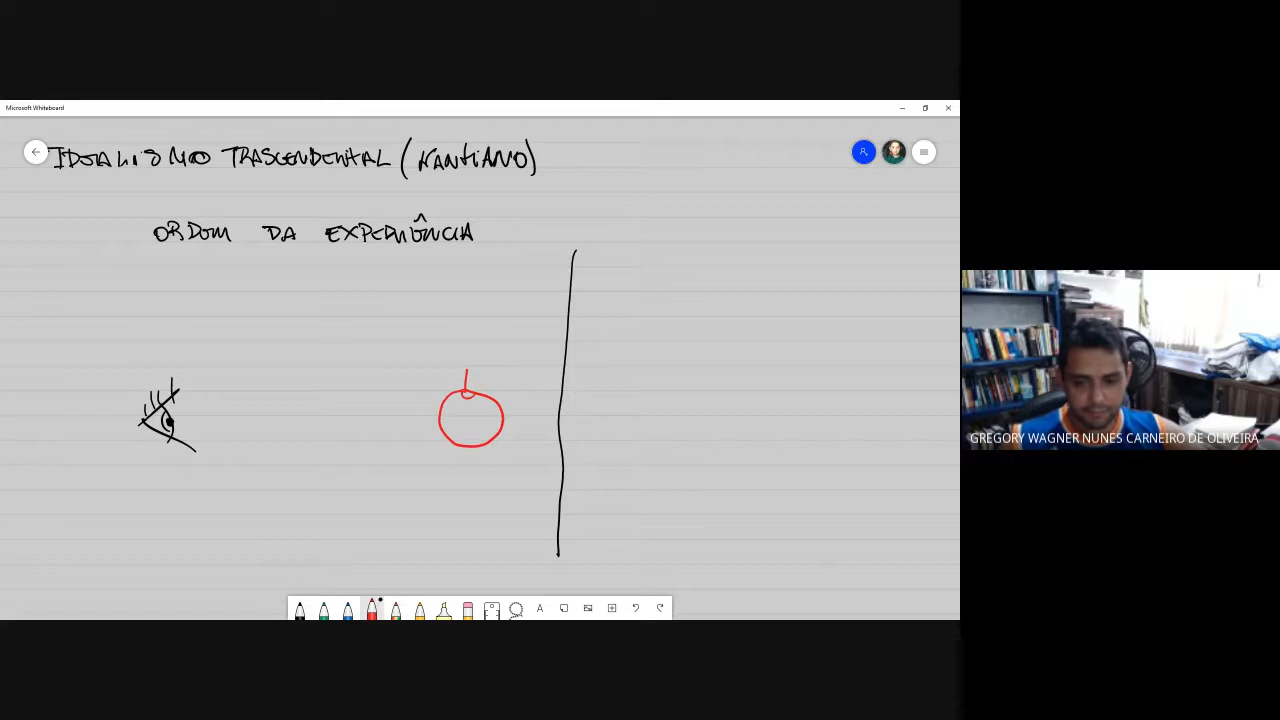 Microsoft Whiteboard
IDEALISMO TRASCENDENTAL (KANTIANO)
ORDEM DA EXPERIÊNCIA
A
GREGORY WAGNER NUNES CARNEIRO DE OLIVEIRA